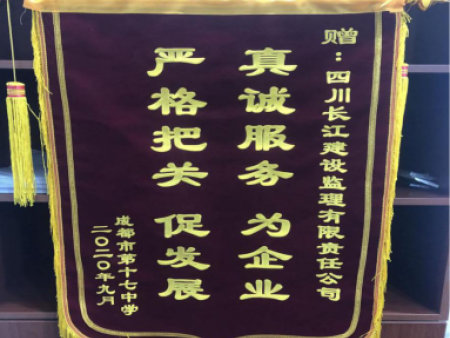 赠：四川长江建设监理有限责任公司
真诚服务 为企业
严格把关 促发展
成都市第十七中学
二〇二〇年九月